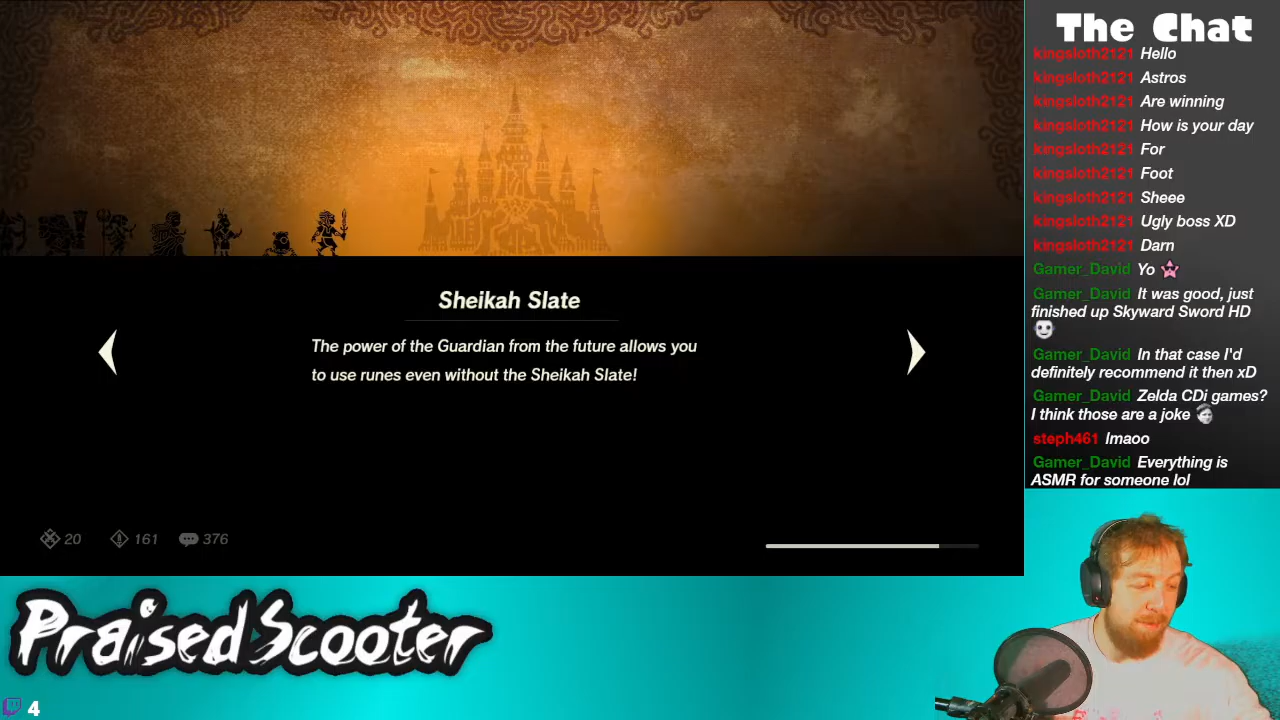 Sheikah Slate
The power of the Guardian from the future allows you
to use runes even without the Sheikah Slate!
20 161 376
The Chat
kingsloth2121 Hello
kingsloth2121 Astros
kingsloth2121 Are winning
kingsloth2121 How is your day
kingsloth2121 For
kingsloth2121 Foot
kingsloth2121 Sheee
kingsloth2121 Ugly boss XD
kingsloth2121 Darn
Gamer_David Yo
Gamer_David It was good, just
finished up Skyward Sword HD
Gamer_David In that case I'd
definitely recommend it then xD
Gamer_David Zelda CDi games?
I think those are a joke
steph461 lmaoo
Gamer_David Everything is
ASMR for someone lol
PraisedScooter
4